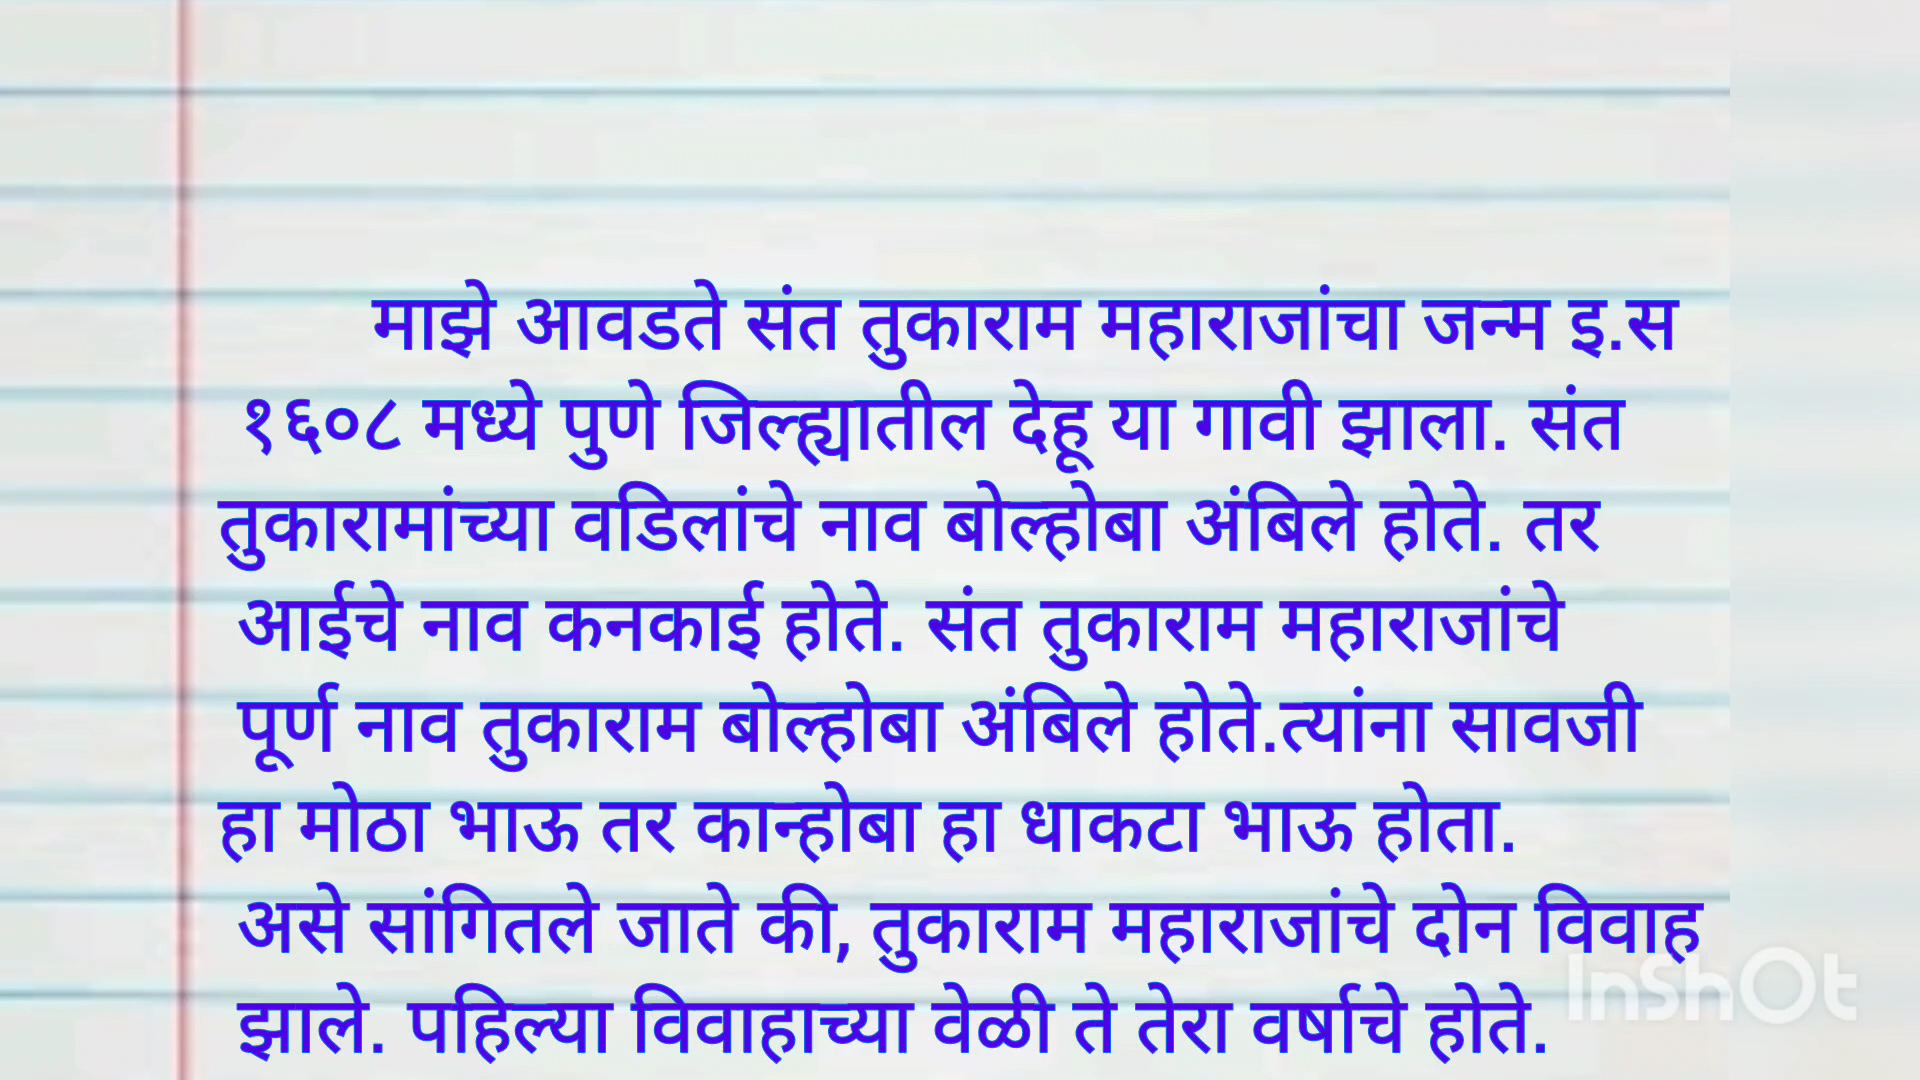 माझे आवडते संत तुकाराम महाराजांचा जन्म इ.स
१६०८ मध्ये पुणे जिल्ह्यातील देहू या गावी झाला. संत
तुकारामांच्या वडिलांचे नाव बोल्होबा अंबिले होते. तर
आईचे नाव कनकाई होते. संत तुकाराम महाराजांचे
पूर्ण नाव तुकाराम बोल्होबा अंबिले होते.त्यांना सावजी
हा मोठा भाऊ तर कान्होबा हा धाकटा भाऊ होता.
असे सांगितले जाते की, तुकाराम महाराजांचे दोन विवाह
झाले. पहिल्या विवाहाच्या वेळी ते तेरा वर्षाचे होते.
InShOt